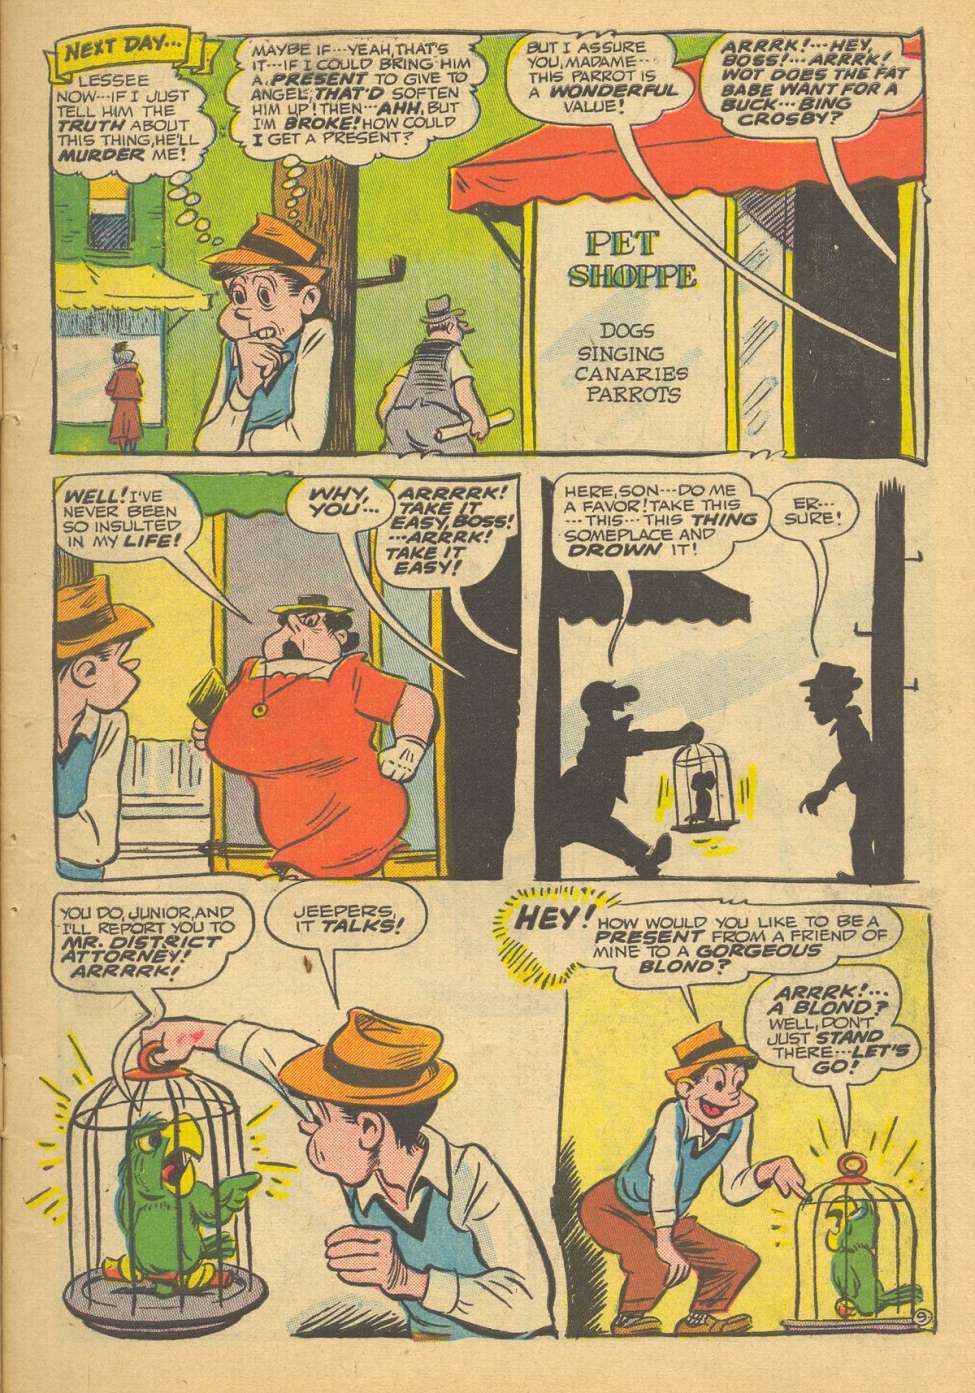 NEXT DAY...
LESSEE
NOW---IF I JUST
TELL HIM THE
TRUTH ABOUT
THIS THING, HE'LL
MURDER ME!
MAYBE IF---YEAH, THAT'S
IT---IF I COULD BRING HIM
A PRESENT TO GIVE TO
ANGEL, THAT'D SOFTEN
HIM UP! THEN---AHH, BUT
I'M BROKE! HOW COULD
I GET A PRESENT?
BUT I ASSURE
YOU, MADAME---
THIS PARROT IS
A WONDERFUL
VALUE!
ARRRK!---HEY,
BOSS!---ARRRK!
WOT DOES THE FAT
BABE WANT FOR A
BUCK---BING
CROSBY?
PET
SHOPPE
DOGS
SINGING
CANARIES
PARROTS
WELL! I'VE
NEVER BEEN
SO INSULTED
IN MY LIFE!
WHY,
YOU---
ARRRRK!
TAKE IT
EASY, BOSS!
---ARRRK!
TAKE IT
EASY!
HERE, SON---DO ME
A FAVOR! TAKE THIS
---THIS---THIS THING
SOMEPLACE AND
DROWN IT!
ER---
SURE!
YOU DO, JUNIOR, AND
I'LL REPORT YOU TO
MR. DISTRICT
ATTORNEY!
ARRRRK!
JEEPERS,
IT TALKS!
HEY! HOW WOULD YOU LIKE TO BE A
PRESENT FROM A FRIEND OF
MINE TO A GORGEOUS
BLOND?
ARRRK!---
A BLOND?
WELL, DON'T
JUST STAND
THERE---LET'S
GO!
9